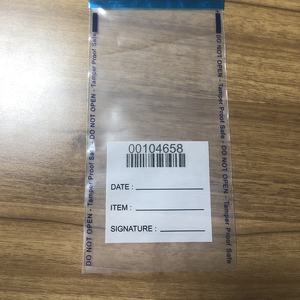 DO NOT OPEN - Tamper Proof Safe - DO NOT OPEN - Tamper Proof Safe
DO NOT OPEN - Tamper Proof Safe - DO NOT OPEN - Tamper Proof Safe
00104658
DATE :
ITEM :
SIGNATURE :